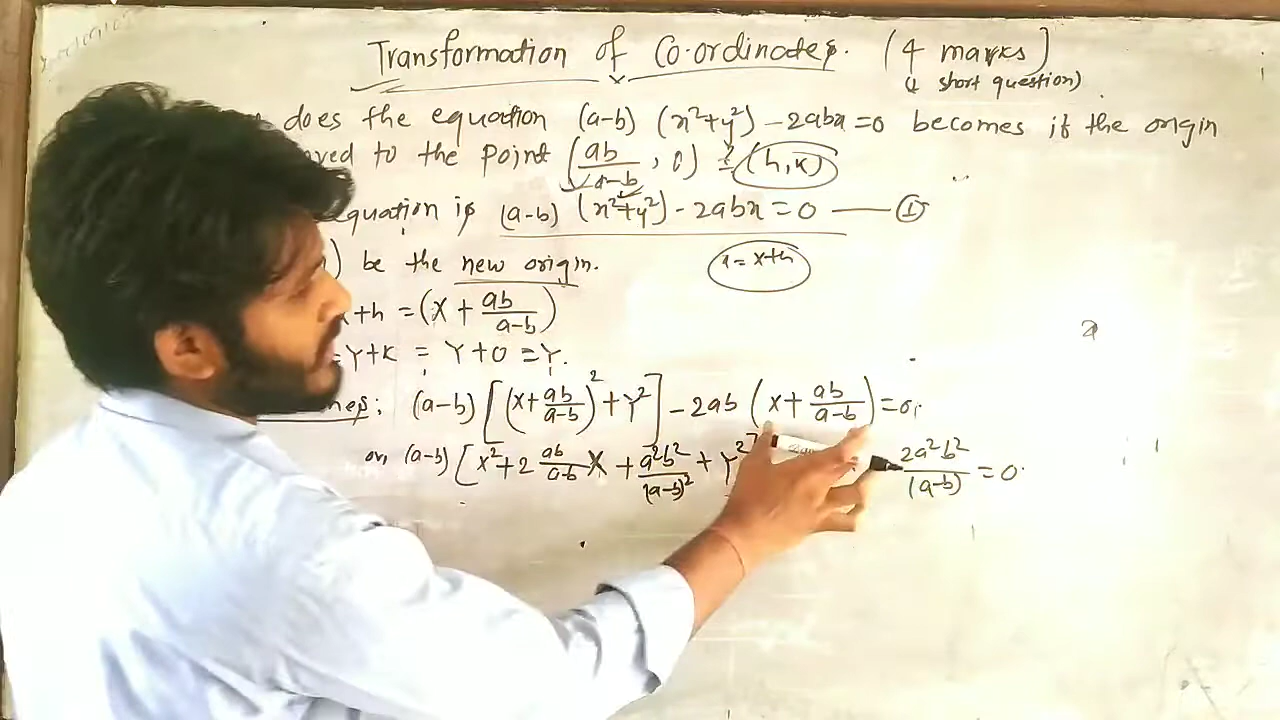 Transformation of Co-ordinates. (4 marks)
(4 short question)
does the equation (a-b) (x²+y²) - 2abx = 0 becomes if the origin
ved to the point (ab/a-b, 0) = (h, k)
equation is (a-b) (x²+y²) - 2abx = 0 —— ①
) be the new origin. x = X+h
x+h = (X + ab/a-b)
= Y+K = Y+0 = Y.
(a-b) [(X + ab/a-b)² + Y²] - 2ab (X + ab/a-b) = 0
or, (a-b) [X² + 2 ab/a-b X + a²b²/(a-b)² + Y² 2a²b²/(a-b) = 0